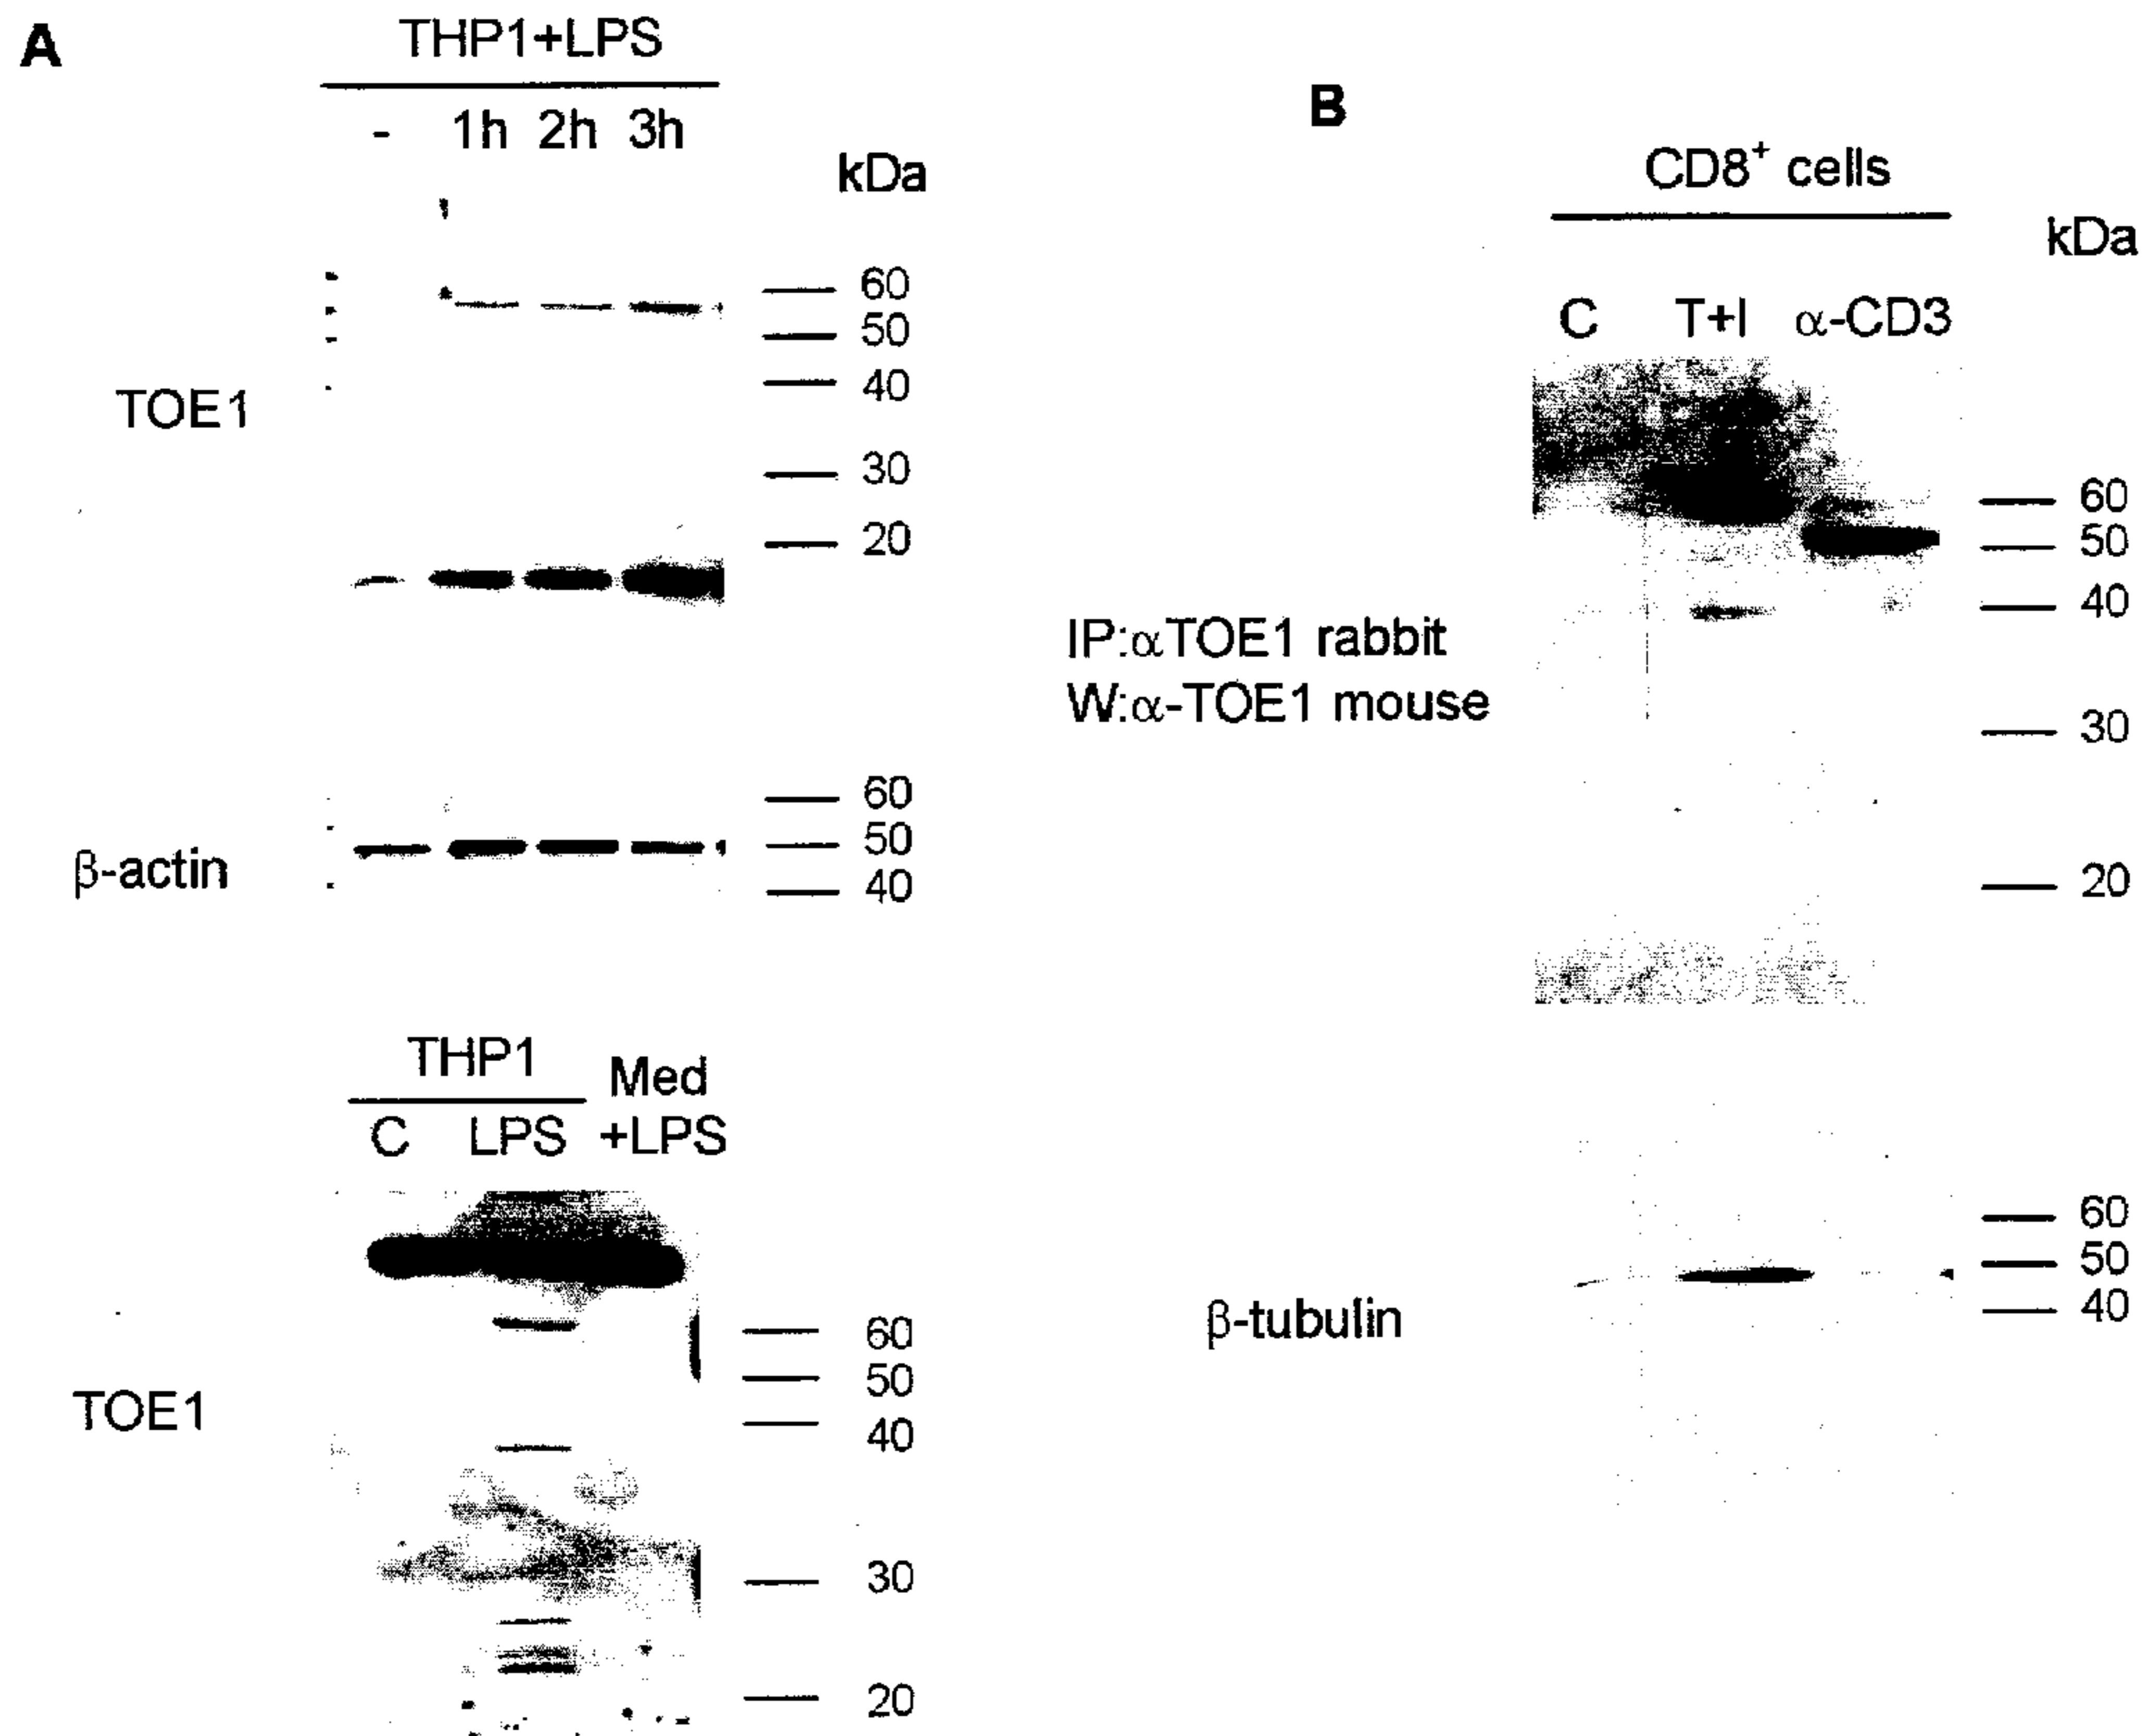 A
THP1+LPS
- 1h 2h 3h
kDa
60
50
40
30
20
TOE1
60
50
40
β-actin
THP1
Med
C LPS +LPS
60
50
40
30
20
TOE1
B
CD8⁺ cells
kDa
C T+I α-CD3
60
50
40
30
20
IP:αTOE1 rabbit
W:α-TOE1 mouse
60
50
40
β-tubulin